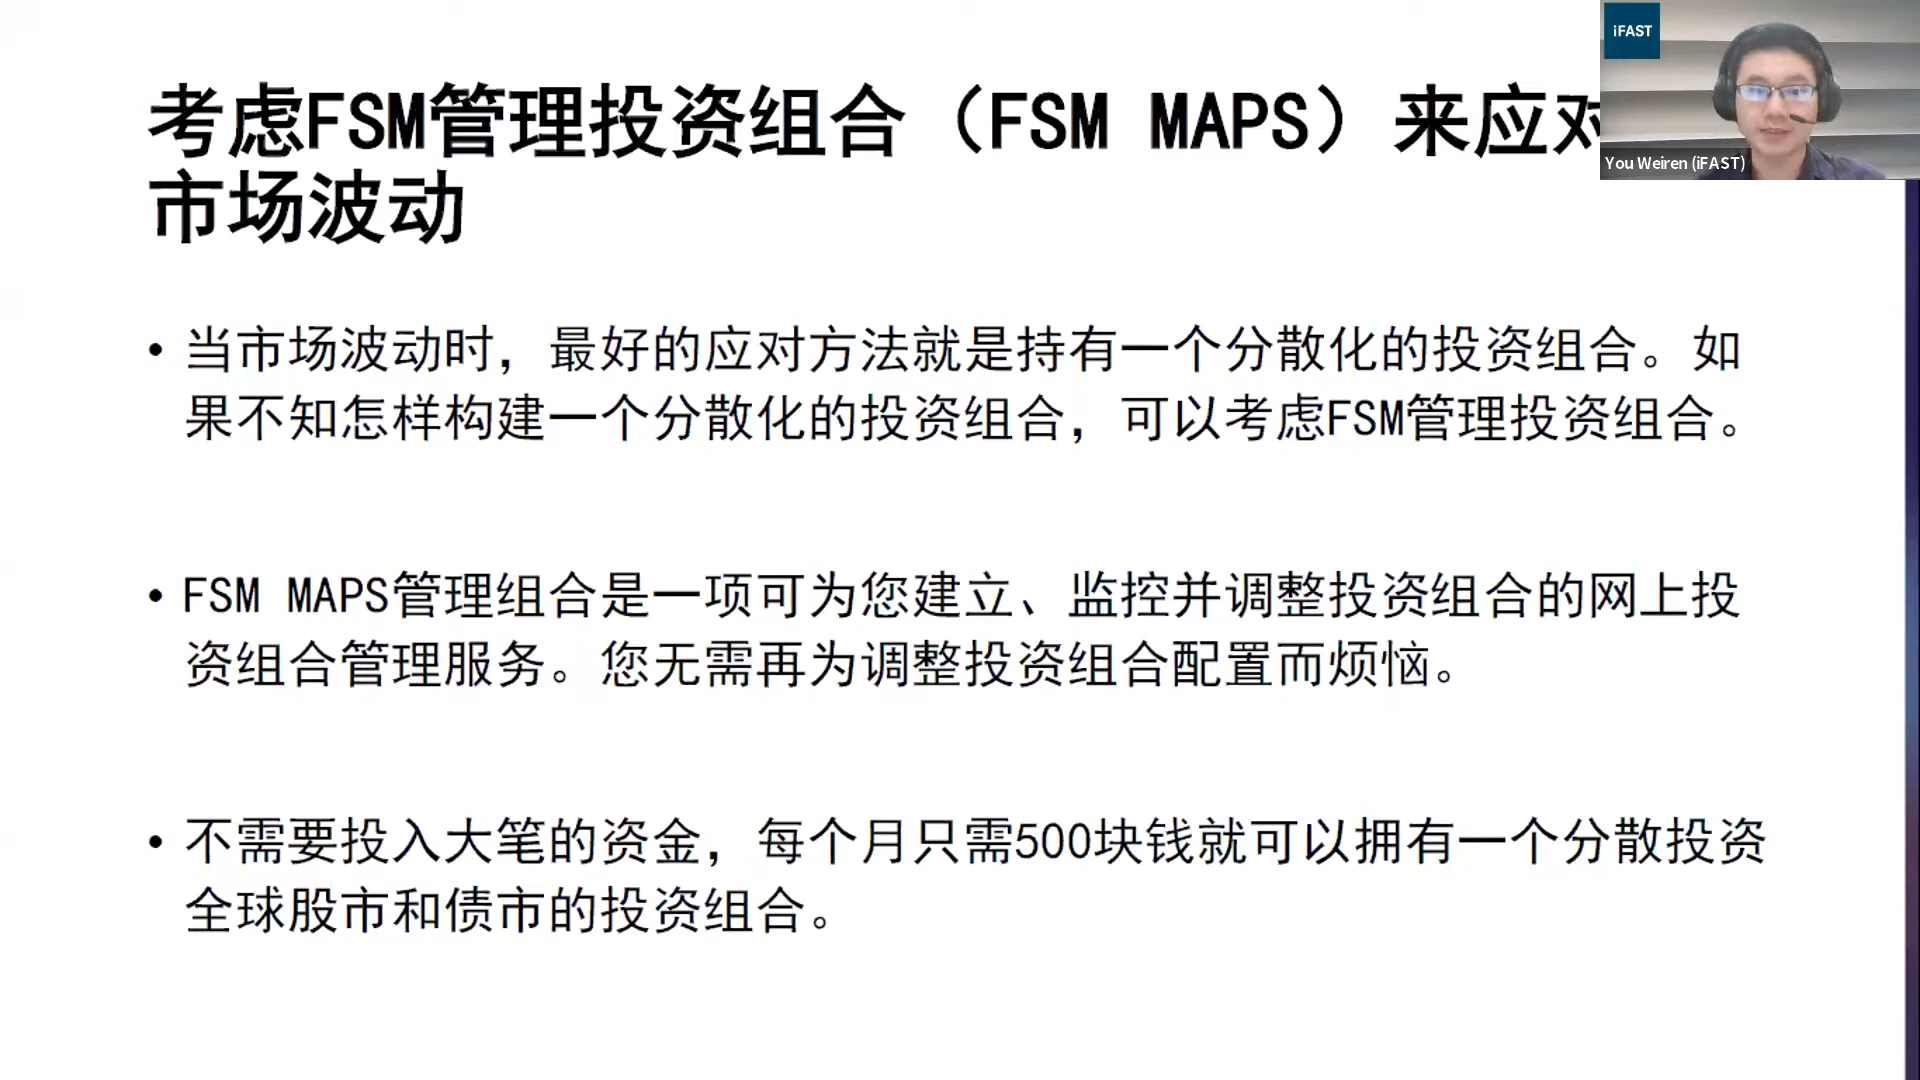 考虑FSM管理投资组合（FSM MAPS）来应对
市场波动
• 当市场波动时，最好的应对方法就是持有一个分散化的投资组合。如
果不知怎样构建一个分散化的投资组合，可以考虑FSM管理投资组合。
• FSM MAPS管理组合是一项可为您建立、监控并调整投资组合的网上投
资组合管理服务。您无需再为调整投资组合配置而烦恼。
• 不需要投入大笔的资金，每个月只需500块钱就可以拥有一个分散投资
全球股市和债市的投资组合。
iFAST
You Weiren (iFAST)